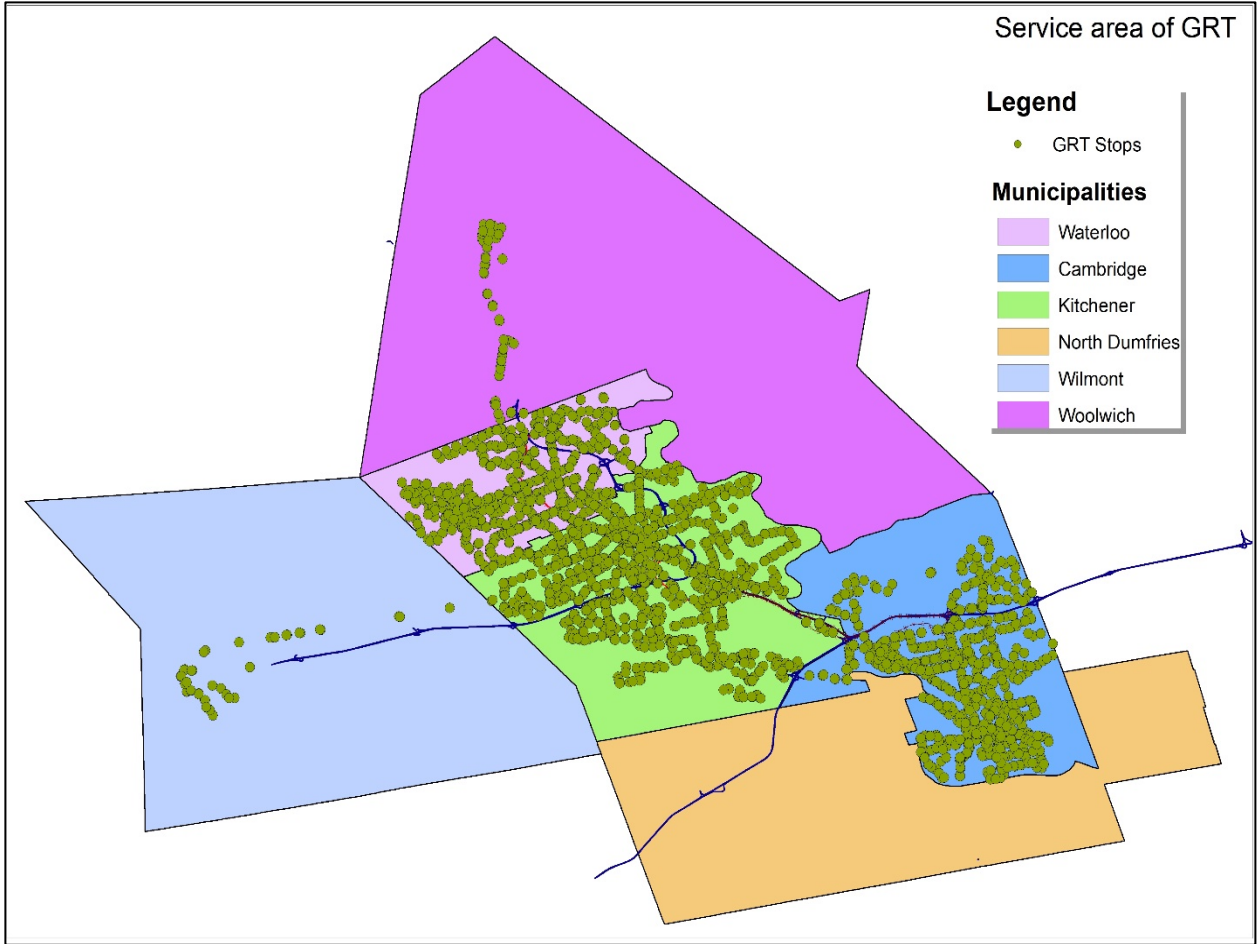 Service area of GRT
Legend
GRT Stops
Municipalities
Waterloo
Cambridge
Kitchener
North Dumfries
Wilmont
Woolwich